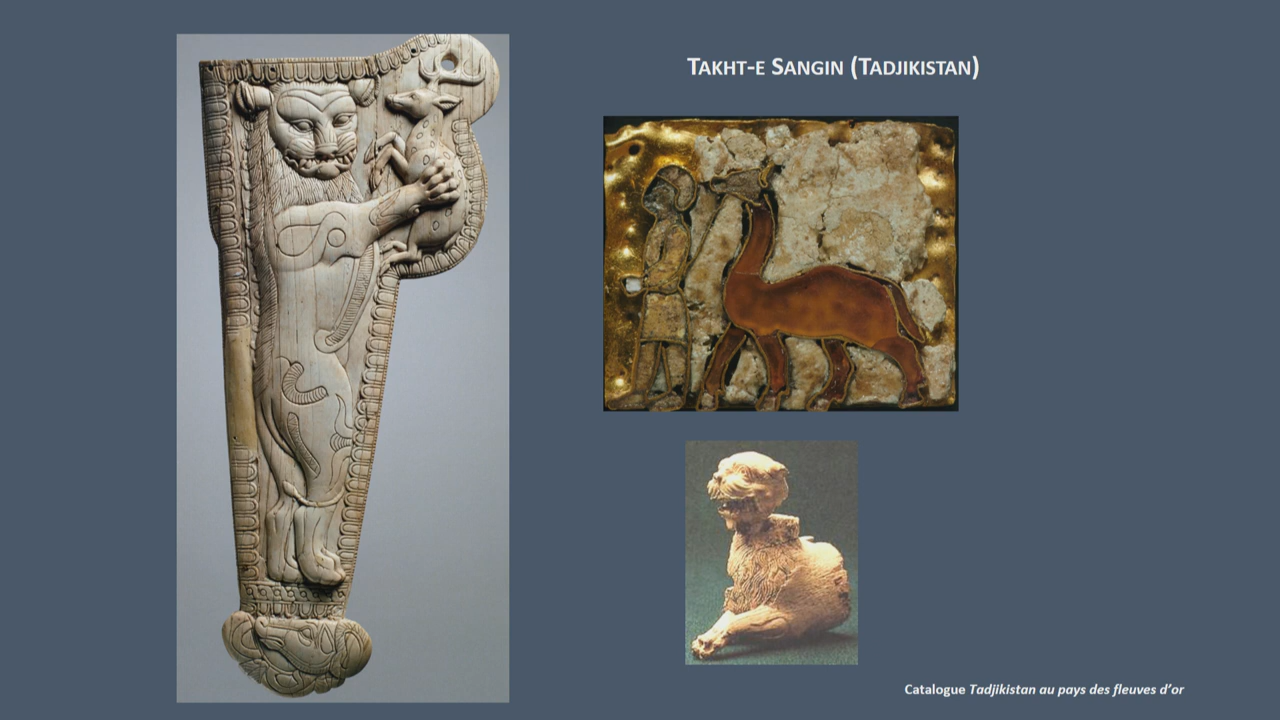 TAKHT-E SANGIN (TADJIKISTAN)
Catalogue Tadjikistan au pays des fleuves d'or